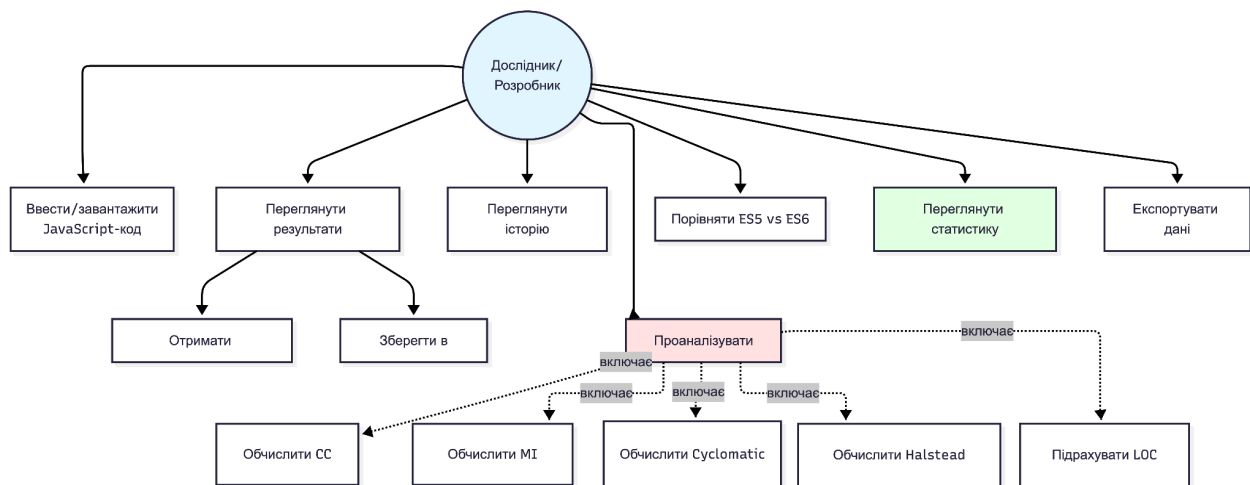 Дослідник/
Розробник
Ввести/завантажити
JavaScript-код
Переглянути
результати
Переглянути
історію
Порівняти ES5 vs ES6
Переглянути
статистику
Експортувати
дані
Отримати
Зберегти в
Проаналізувати
включає
включає
включає
включає
включає
Обчислити CC
Обчислити MI
Обчислити Cyclomatic
Обчислити Halstead
Підрахувати LOC